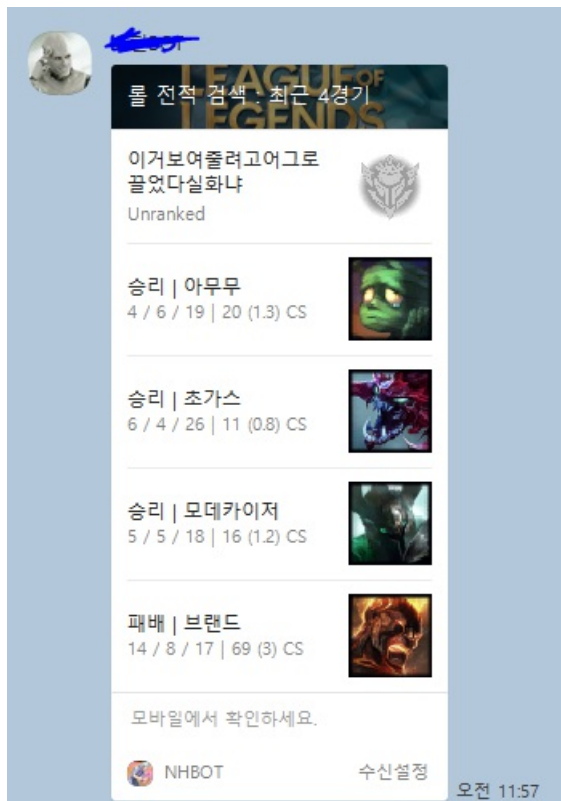 롤 전적 검색 : 최근 4경기
LEAGUE OF
LEGENDS
이거보여줄려고어그로
끌었다실화냐
Unranked
승리 | 아무무
4 / 6 / 19 | 20 (1.3) CS
승리 | 초가스
6 / 4 / 26 | 11 (0.8) CS
승리 | 모데카이저
5 / 5 / 18 | 16 (1.2) CS
패배 | 브랜드
14 / 8 / 17 | 69 (3) CS
모바일에서 확인하세요.
NHBOT
수신설정
오전 11:57